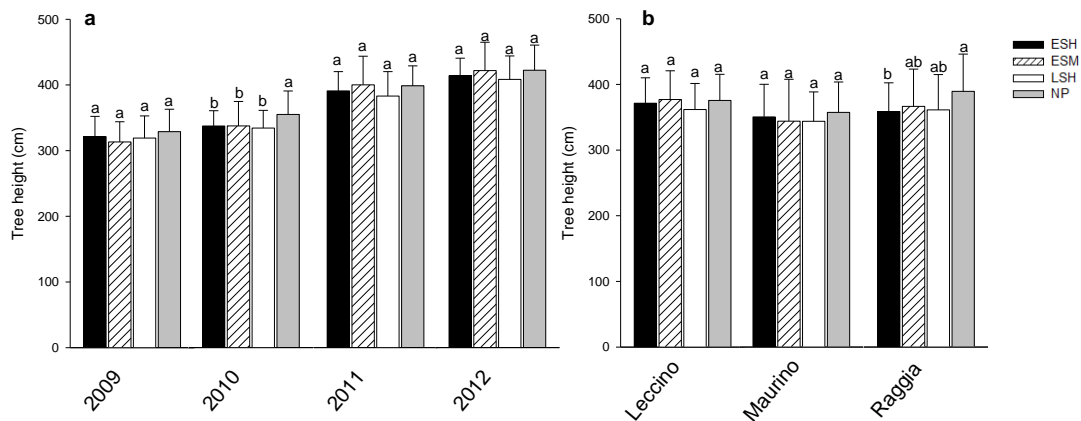 a
500
400
300
200
100
0
Tree height (cm)
a a a a
b b b a
a a a a
a a a a
2009 2010 2011 2012
b
500
400
300
200
100
0
Tree height (cm)
a a a a
a a a a
b ab ab a
Leccino Maurino Raggia
ESH
ESM
LSH
NP